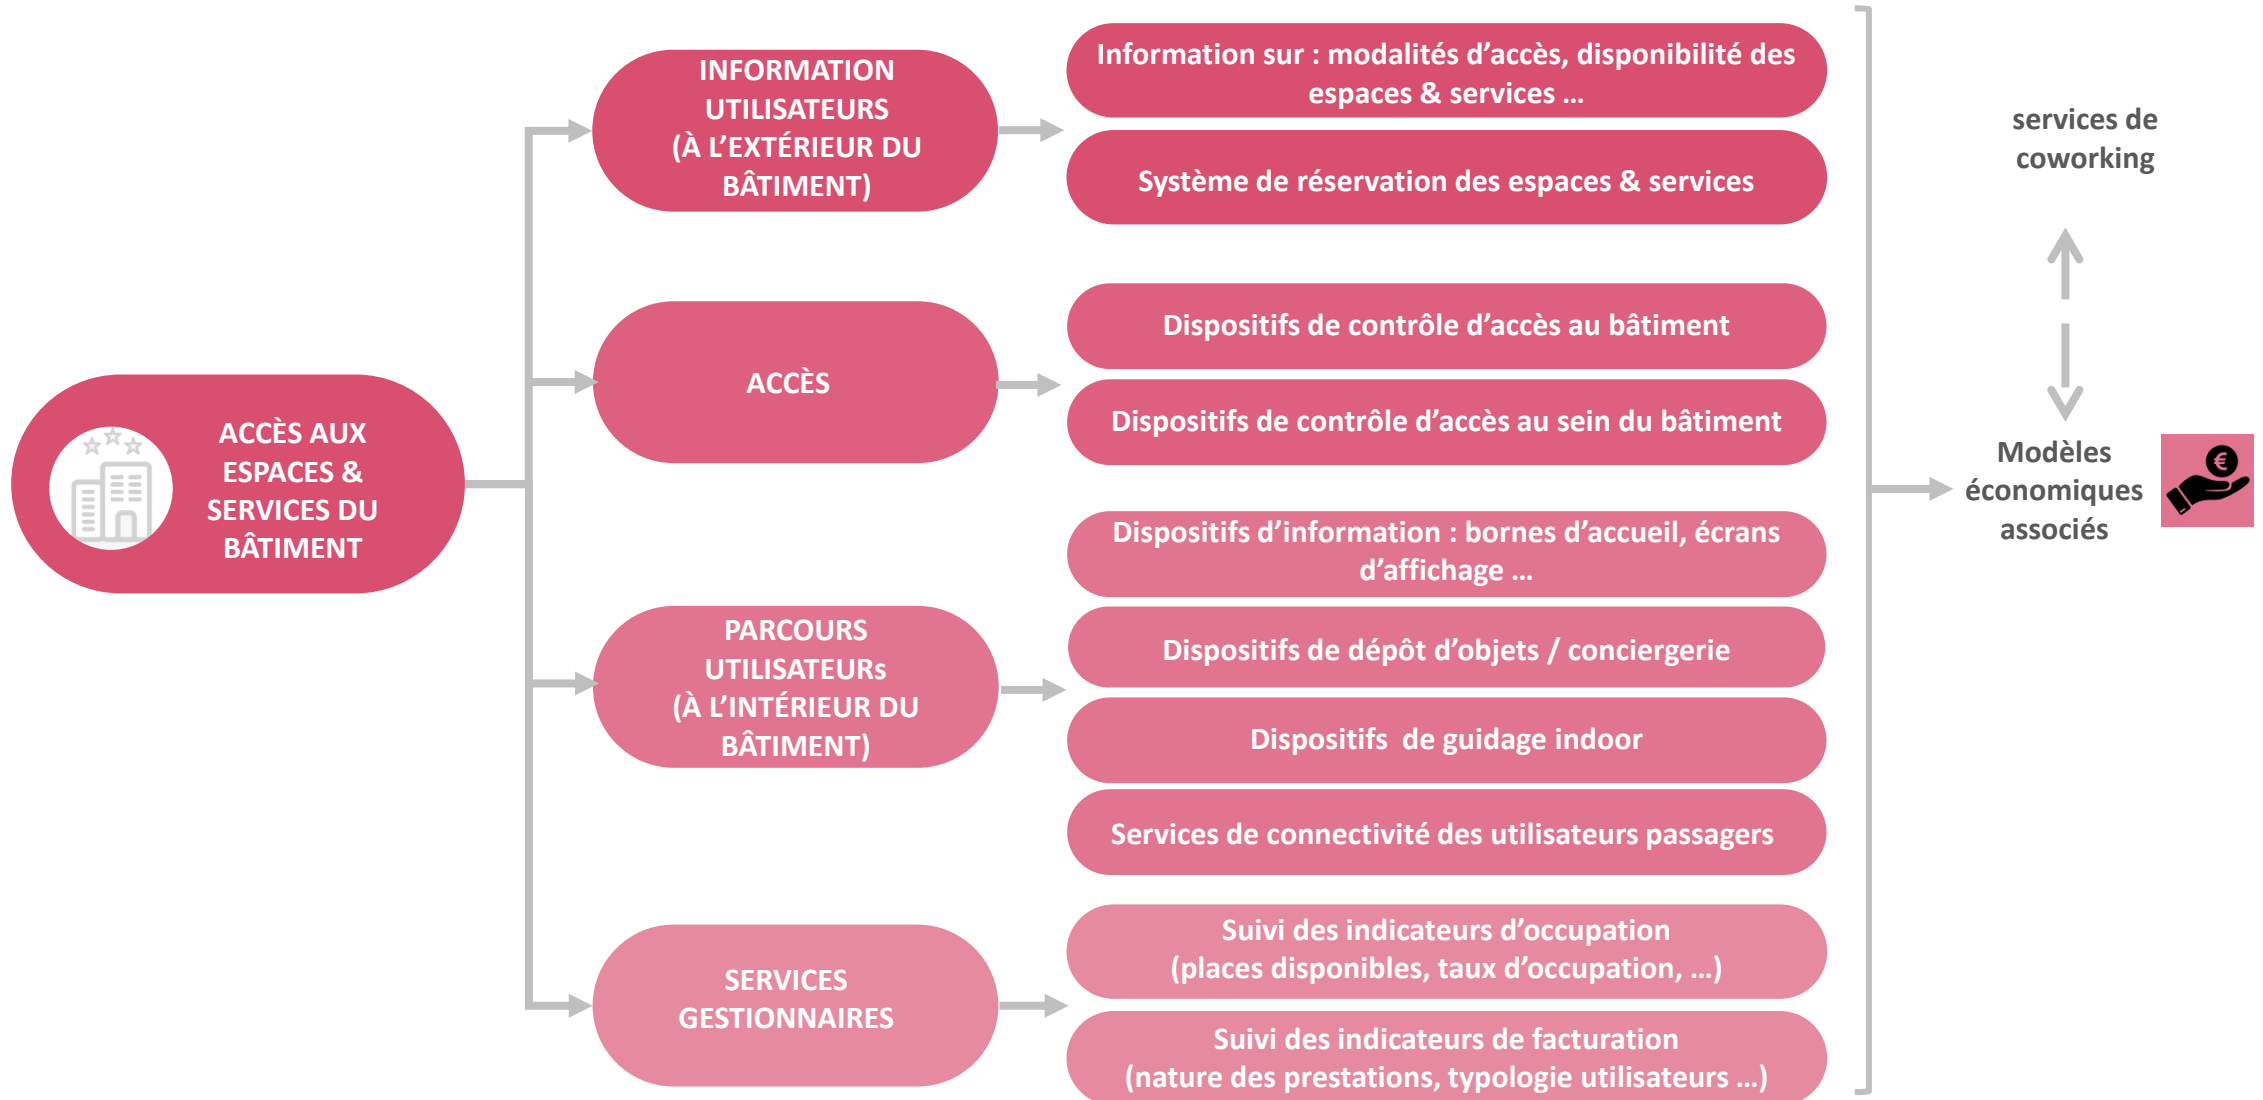 ACCÈS AUX
ESPACES &
SERVICES DU
BÂTIMENT
INFORMATION
UTILISATEURS
(À L’EXTÉRIEUR DU
BÂTIMENT)
Information sur : modalités d’accès, disponibilité des
espaces & services …
Système de réservation des espaces & services
ACCÈS
Dispositifs de contrôle d’accès au bâtiment
Dispositifs de contrôle d’accès au sein du bâtiment
PARCOURS
UTILISATEURs
(À L’INTÉRIEUR DU
BÂTIMENT)
Dispositifs d’information : bornes d’accueil, écrans
d’affichage …
Dispositifs de dépôt d’objets / conciergerie
Dispositifs  de guidage indoor
Services de connectivité des utilisateurs passagers
SERVICES
GESTIONNAIRES
Suivi des indicateurs d’occupation
(places disponibles, taux d’occupation, …)
Suivi des indicateurs de facturation
(nature des prestations, typologie utilisateurs …)
services de
coworking
Modèles
économiques
associés
€